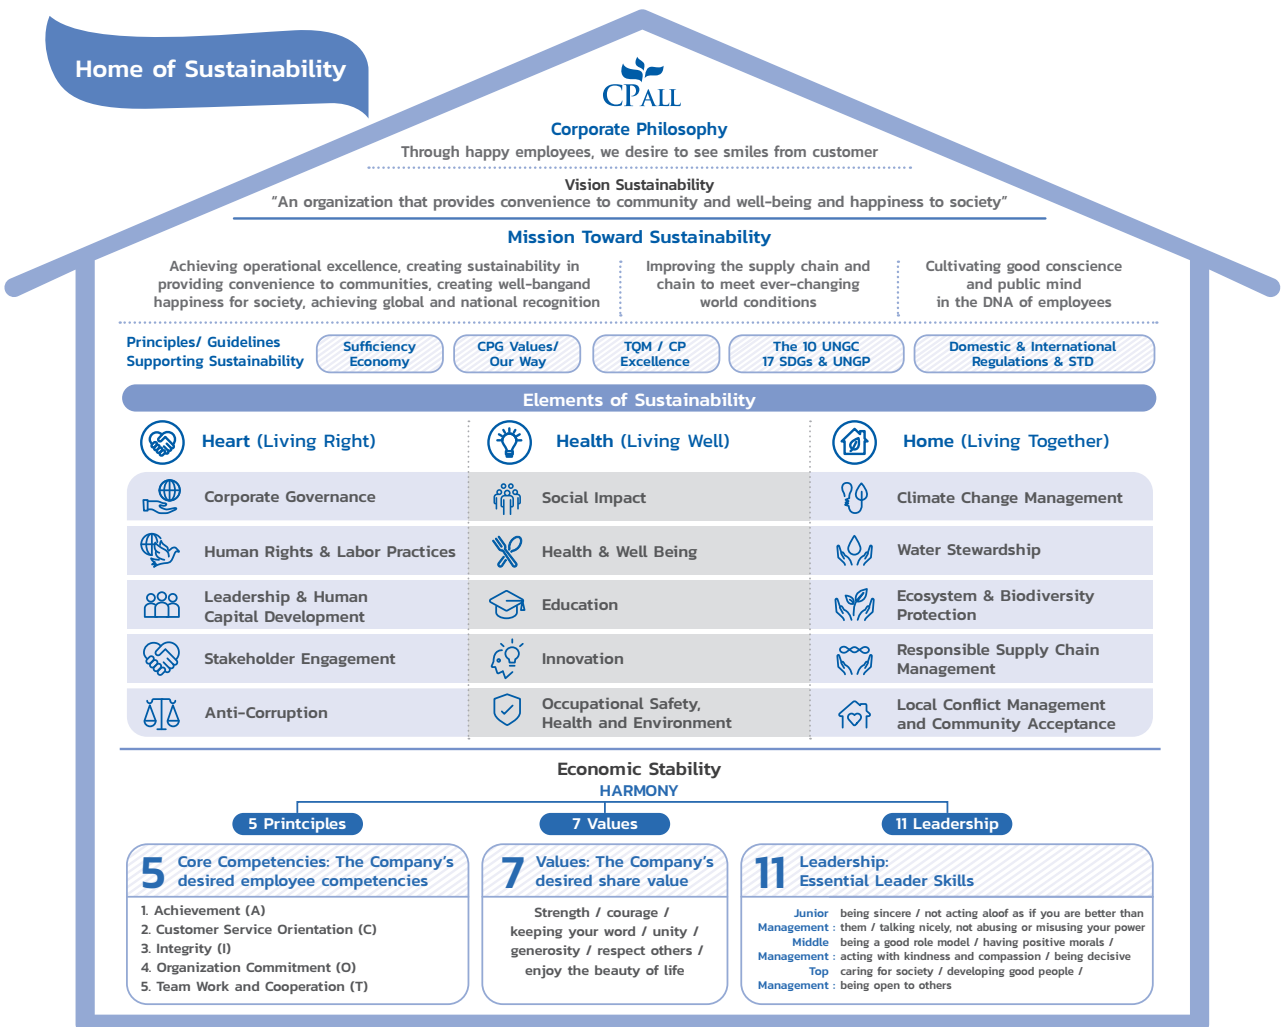 Home of Sustainability
CPALL
Corporate Philosophy
Through happy employees, we desire to see smiles from customer
Vision Sustainability
"An organization that provides convenience to community and well-being and happiness to society"
Mission Toward Sustainability
Achieving operational excellence, creating sustainability in
providing convenience to communities, creating well-bangand
happiness for society, achieving global and national recognition
Improving the supply chain and
chain to meet ever-changing
world conditions
Cultivating good conscience
and public mind
in the DNA of employees
Principles/ Guidelines
Supporting Sustainability
Sufficiency
Economy
CPG Values/
Our Way
TQM / CP
Excellence
The 10 UNGC
17 SDGs & UNGP
Domestic & International
Regulations & STD
Elements of Sustainability
Heart (Living Right)
Health (Living Well)
Home (Living Together)
Corporate Governance
Social Impact
Climate Change Management
Human Rights & Labor Practices
Health & Well Being
Water Stewardship
Leadership & Human
Capital Development
Education
Ecosystem & Biodiversity
Protection
Stakeholder Engagement
Innovation
Responsible Supply Chain
Management
Anti-Corruption
Occupational Safety,
Health and Environment
Local Conflict Management
and Community Acceptance
Economic Stability
HARMONY
5 Printciples
7 Values
11 Leadership
5 Core Competencies: The Company's
desired employee competencies
1. Achievement (A)
2. Customer Service Orientation (C)
3. Integrity (I)
4. Organization Commitment (O)
5. Team Work and Cooperation (T)
7 Values: The Company's
desired share value
Strength / courage /
keeping your word / unity /
generosity / respect others /
enjoy the beauty of life
11 Leadership:
Essential Leader Skills
Junior being sincere / not acting aloof as if you are better than
Management : them / talking nicely, not abusing or misusing your power
Middle being a good role model / having positive morals /
Management : acting with kindness and compassion / being decisive
Top caring for society / developing good people /
Management : being open to others